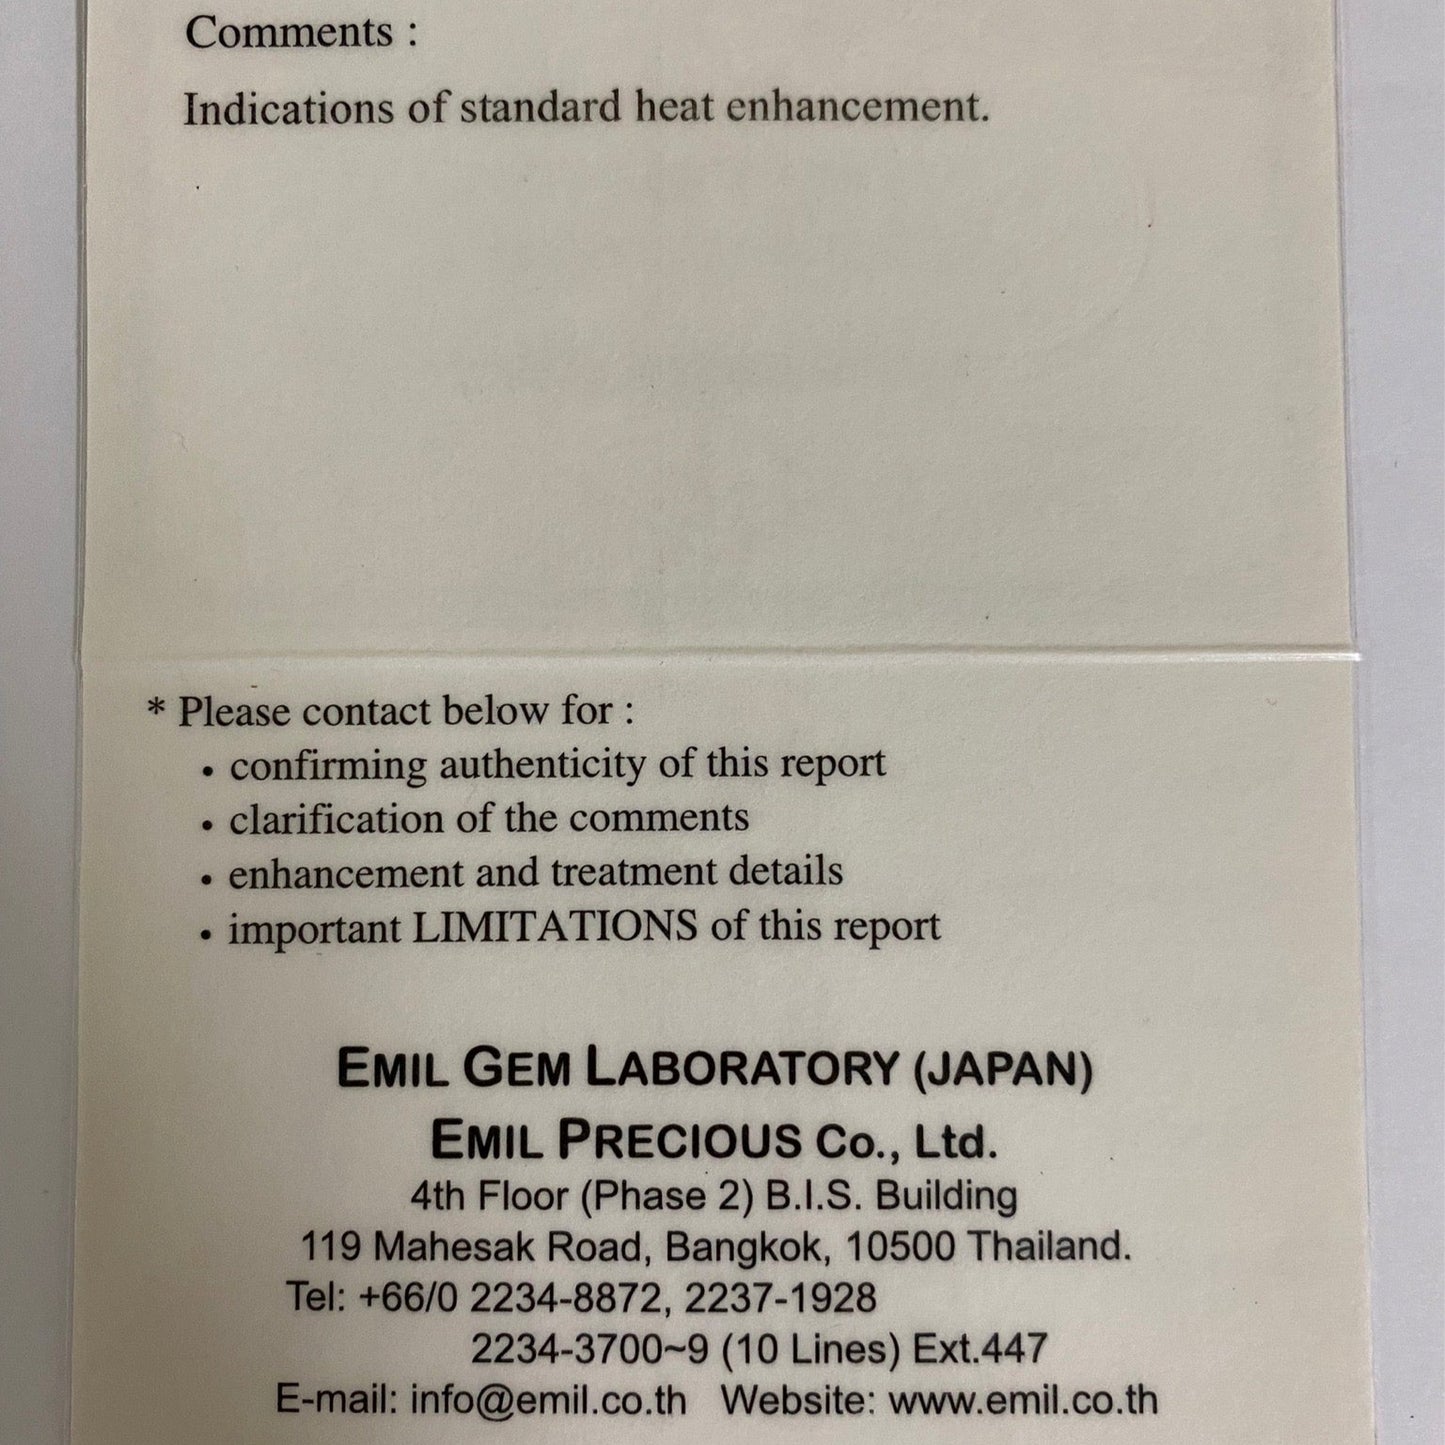 Comments :
Indications of standard heat enhancement.
* Please contact below for :
• confirming authenticity of this report
• clarification of the comments
• enhancement and treatment details
• important LIMITATIONS of this report
EMIL GEM LABORATORY (JAPAN)
EMIL PRECIOUS Co., Ltd.
4th Floor (Phase 2) B.I.S. Building
119 Mahesak Road, Bangkok, 10500 Thailand.
Tel: +66/0 2234-8872, 2237-1928
2234-3700~9 (10 Lines) Ext.447
E-mail: info@emil.co.th Website: www.emil.co.th